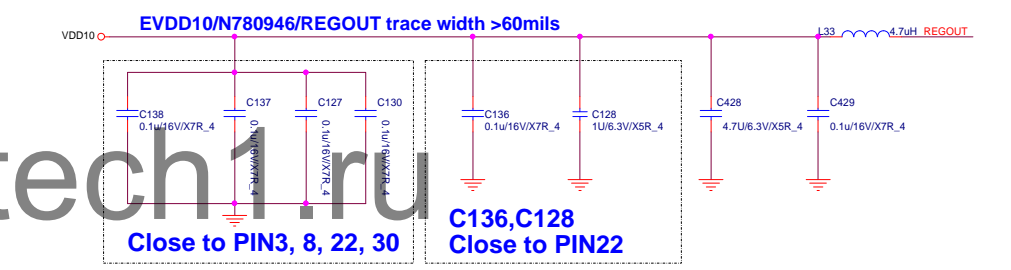 EVDD10/N780946/REGOUT trace width >60mils
VDD10
L33
4.7uH
REGOUT
C138
0.1u/16V/X7R_4
C137
0.1u/16V/X7R_4
C127
0.1u/16V/X7R_4
C130
0.1u/16V/X7R_4
C136
0.1u/16V/X7R_4
C128
1U/6.3V/X5R_4
C428
4.7U/6.3V/X5R_4
C429
0.1u/16V/X7R_4
tech1.ru
Close to PIN3, 8, 22, 30
C136,C128
Close to PIN22